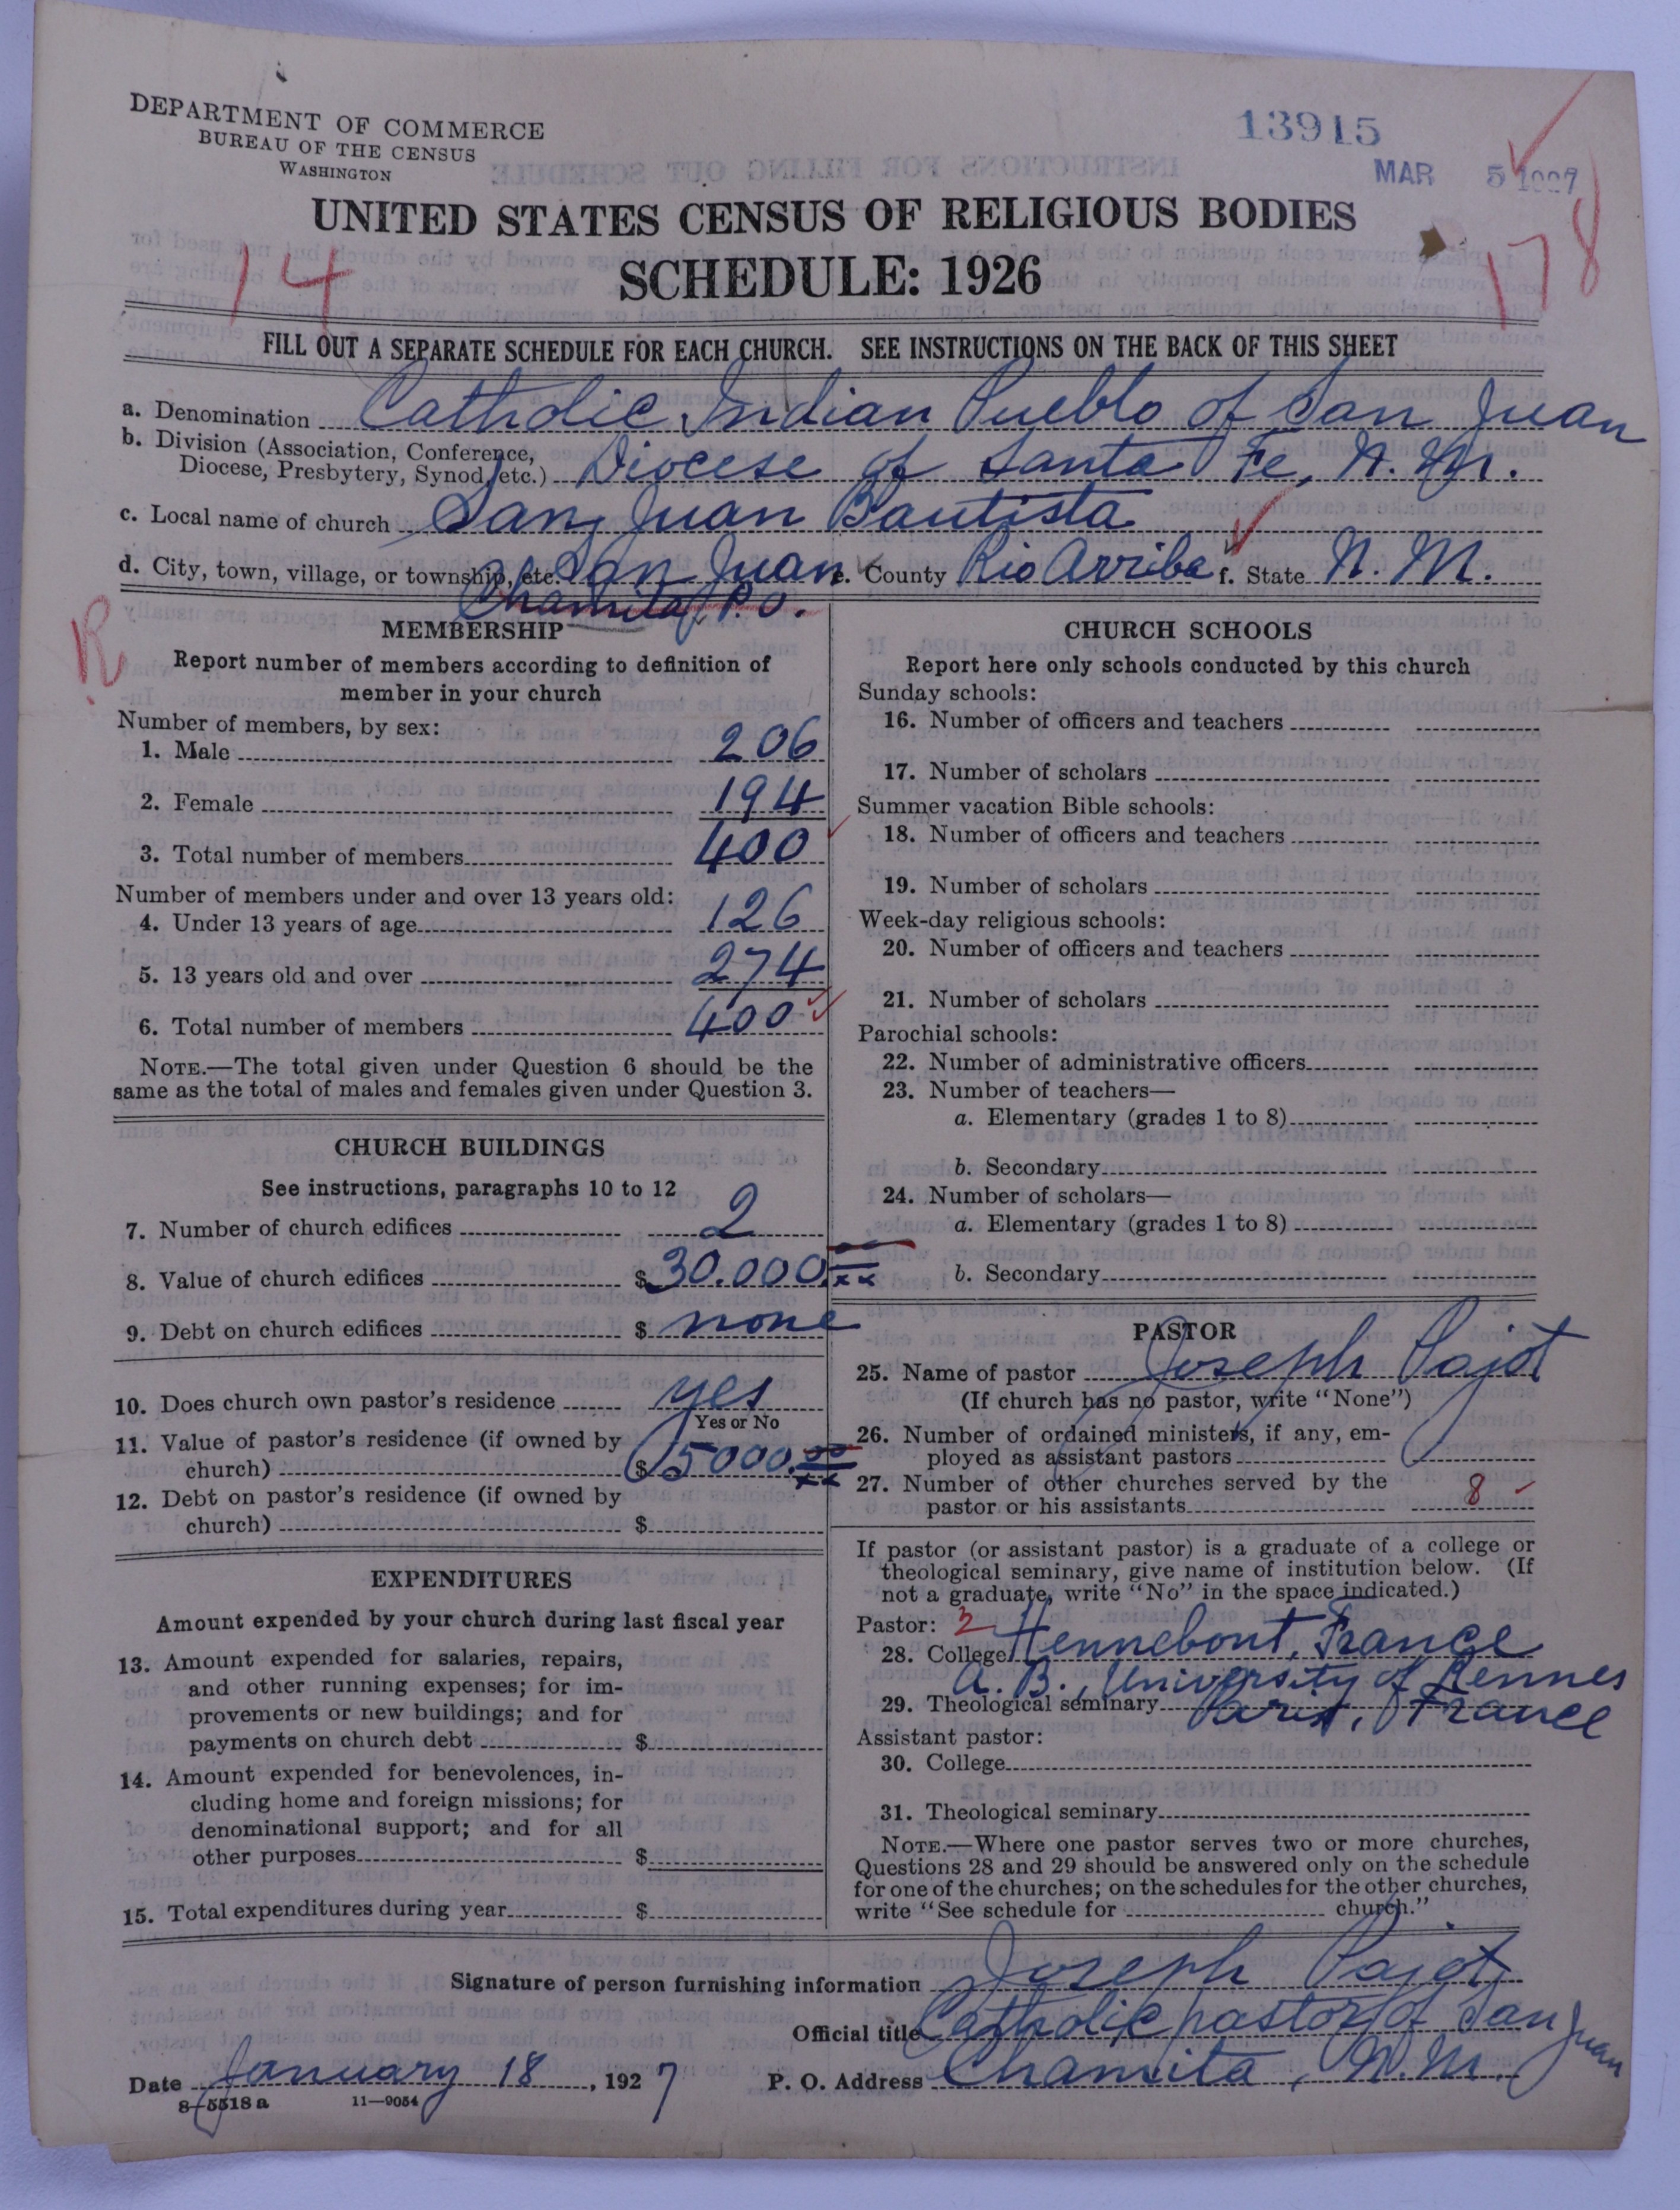 DEPARTMENT OF COMMERCE
BUREAU OF THE CENSUS
WASHINGTON
13915
MAR 5 1927
UNITED STATES CENSUS OF RELIGIOUS BODIES
14
178
SCHEDULE: 1926
FILL OUT A SEPARATE SCHEDULE FOR EACH CHURCH. SEE INSTRUCTIONS ON THE BACK OF THIS SHEET
a. Denomination Catholic Indian Pueblo of San Juan
b. Division (Association, Conference,
Diocese, Presbytery, Synod, etc.) Diocese of Santa Fe, N. M.
c. Local name of church San Juan Bautista
d. City, town, village, or township, etc. San Juan e. County Rio Arriba f. State N. M.
Chamita P.O.
R
MEMBERSHIP
Report number of members according to definition of
member in your church
Number of members, by sex:
1. Male 206
2. Female 194
3. Total number of members 400
Number of members under and over 13 years old:
4. Under 13 years of age 126
5. 13 years old and over 274
6. Total number of members 400
NOTE.—The total given under Question 6 should be the
same as the total of males and females given under Question 3.
CHURCH BUILDINGS
See instructions, paragraphs 10 to 12
7. Number of church edifices 2
8. Value of church edifices $30.000.xx
9. Debt on church edifices $ none
10. Does church own pastor's residence yes
Yes or No
11. Value of pastor's residence (if owned by
church) $5000.00
xx
12. Debt on pastor's residence (if owned by
church) $
EXPENDITURES
Amount expended by your church during last fiscal year
13. Amount expended for salaries, repairs,
and other running expenses; for im-
provements or new buildings; and for
payments on church debt $
14. Amount expended for benevolences, in-
cluding home and foreign missions; for
denominational support; and for all
other purposes $
15. Total expenditures during year $
CHURCH SCHOOLS
Report here only schools conducted by this church
Sunday schools:
16. Number of officers and teachers
17. Number of scholars
Summer vacation Bible schools:
18. Number of officers and teachers
19. Number of scholars
Week-day religious schools:
20. Number of officers and teachers
21. Number of scholars
Parochial schools:
22. Number of administrative officers
23. Number of teachers—
a. Elementary (grades 1 to 8)
b. Secondary
24. Number of scholars—
a. Elementary (grades 1 to 8)
b. Secondary
PASTOR
25. Name of pastor Joseph Pajot
(If church has no pastor, write "None")
26. Number of ordained ministers, if any, em-
ployed as assistant pastors
27. Number of other churches served by the
pastor or his assistants 8
If pastor (or assistant pastor) is a graduate of a college or
theological seminary, give name of institution below. (If
not a graduate, write "No" in the space indicated.)
Pastor: 2
28. College Hennebont, France
A. B., University of Rennes
29. Theological seminary Paris, France
Assistant pastor:
30. College
31. Theological seminary
NOTE.—Where one pastor serves two or more churches,
Questions 28 and 29 should be answered only on the schedule
for one of the churches; on the schedules for the other churches,
write "See schedule for church."
Signature of person furnishing information Joseph Pajot
Official title Catholic pastor of San Juan
Date January 18, 1927 P. O. Address Chamita, N. M.
8—5518a 11—9054